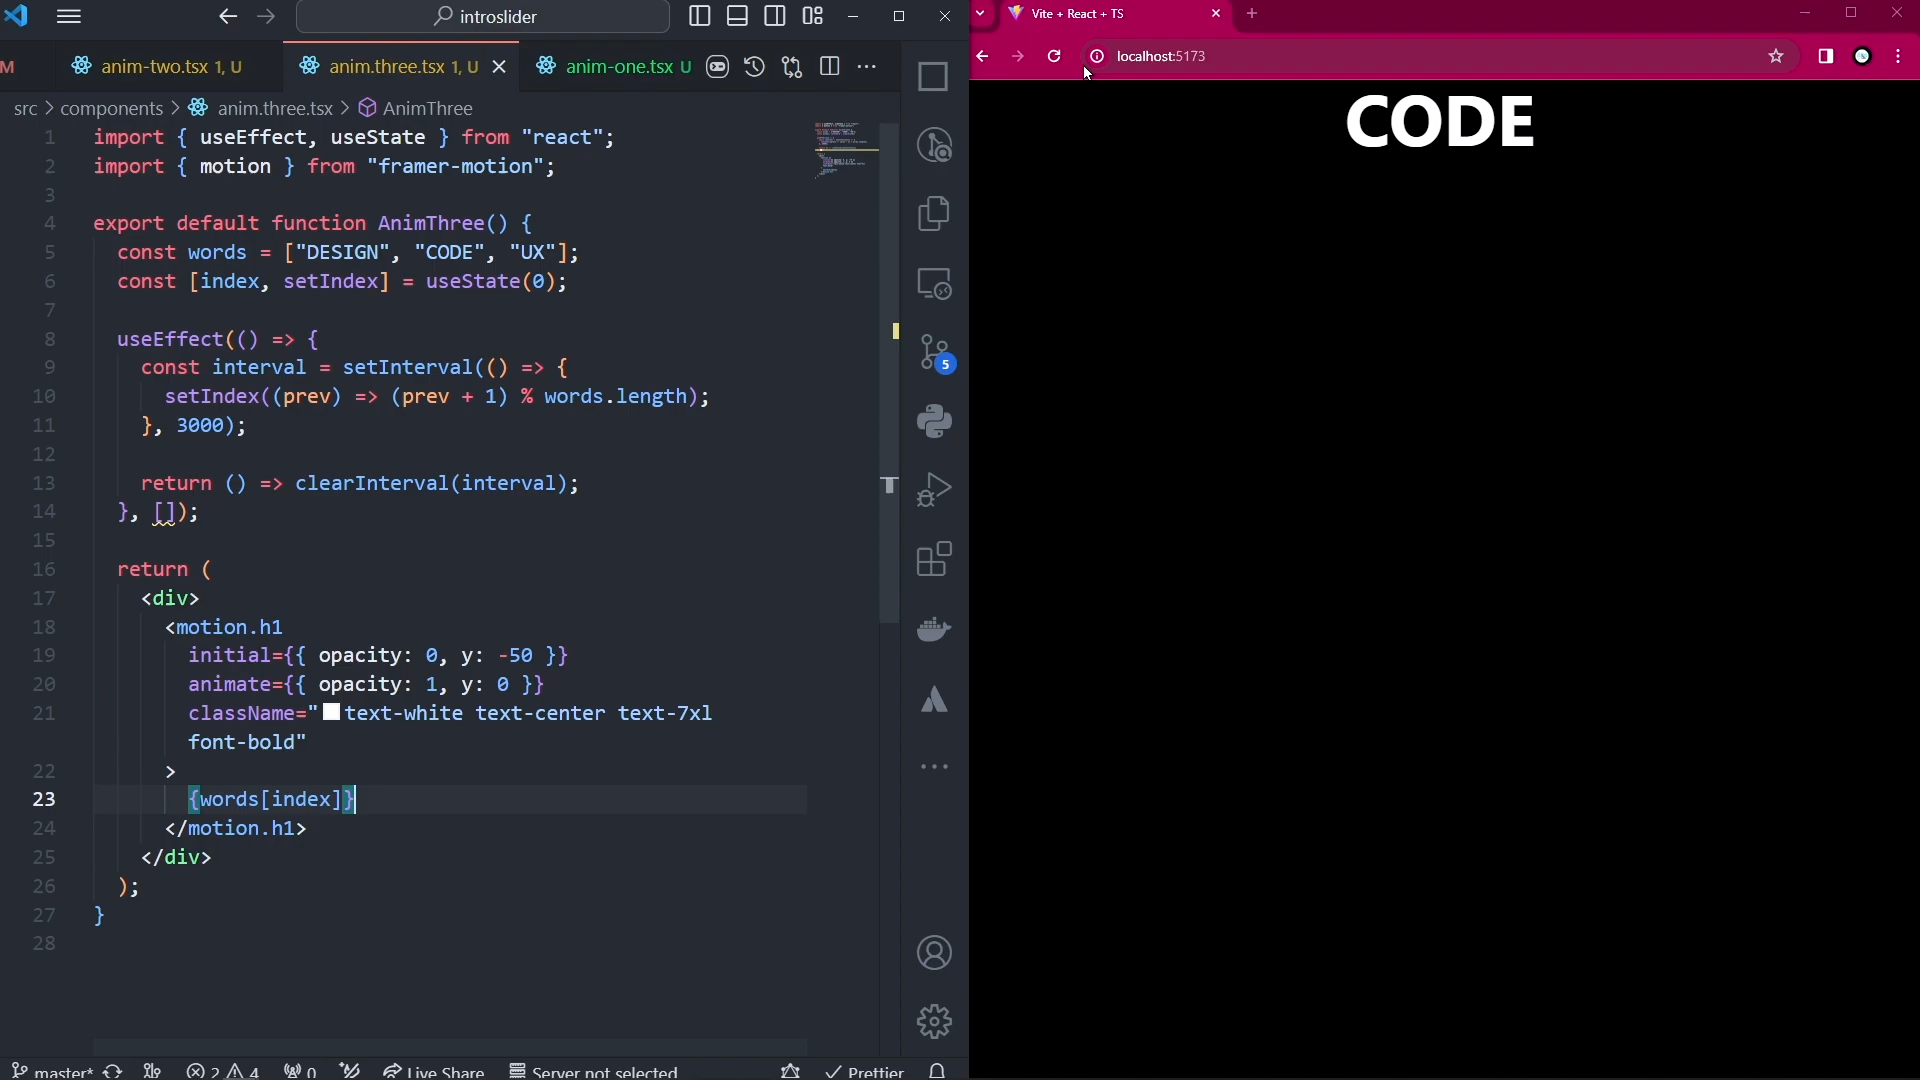 introslider
M
anim-two.tsx 1, U
anim.three.tsx 1, U
anim-one.tsx U
src > components > anim.three.tsx > AnimThree
1 import { useEffect, useState } from "react";
2 import { motion } from "framer-motion";
3
4 export default function AnimThree() {
5 const words = ["DESIGN", "CODE", "UX"];
6 const [index, setIndex] = useState(0);
7
8 useEffect(() => {
9 const interval = setInterval(() => {
10 setIndex((prev) => (prev + 1) % words.length);
11 }, 3000);
12
13 return () => clearInterval(interval);
14 }, []);
15
16 return (
17 <div>
18 <motion.h1
19 initial={{ opacity: 0, y: -50 }}
20 animate={{ opacity: 1, y: 0 }}
21 className="text-white text-center text-7xl
font-bold"
22 >
23 {words[index]}
24 </motion.h1>
25 </div>
26 );
27 }
28
5
master*
2
4
0
Live Share
Server not selected
Prettier
Vite + React + TS
localhost:5173
CODE